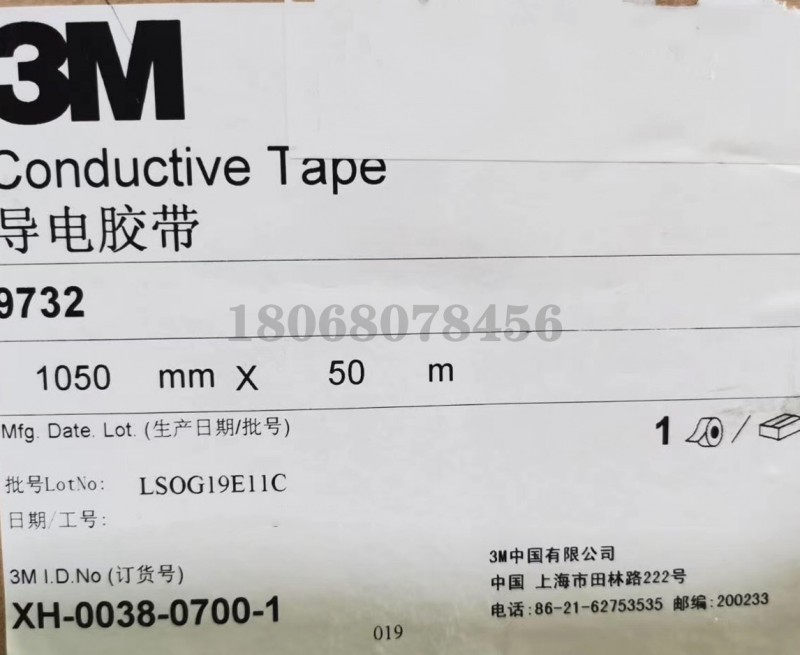 3M
Conductive Tape
导电胶带
9732
18068078456
1050 mm X 50 m
Mfg. Date. Lot. (生产日期/批号)
1 /
批号LotNo: LSOG19E11C
日期/工号:
3M I.D.No (订货号)
XH-0038-0700-1
3M中国有限公司
中国 上海市田林路222号
电话:86-21-62753535 邮编:200233
019